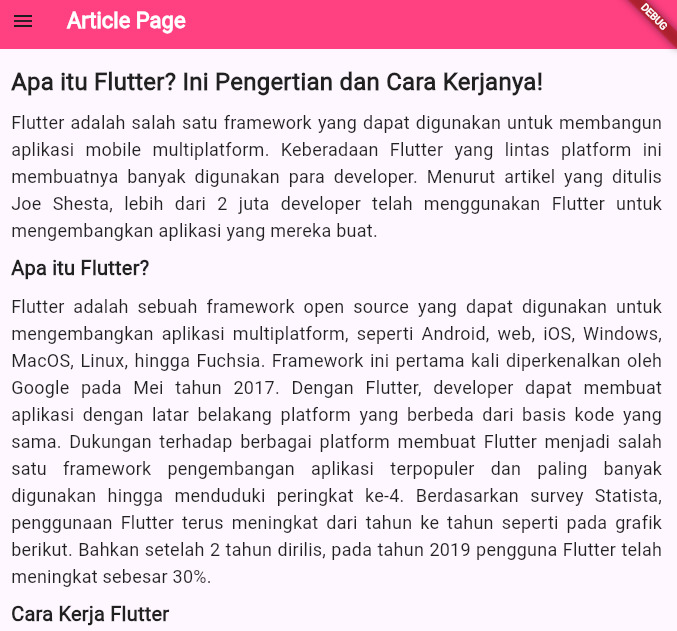 Article Page
DEBUG
Apa itu Flutter? Ini Pengertian dan Cara Kerjanya!
Flutter adalah salah satu framework yang dapat digunakan untuk membangun
aplikasi mobile multiplatform. Keberadaan Flutter yang lintas platform ini
membuatnya banyak digunakan para developer. Menurut artikel yang ditulis
Joe Shesta, lebih dari 2 juta developer telah menggunakan Flutter untuk
mengembangkan aplikasi yang mereka buat.
Apa itu Flutter?
Flutter adalah sebuah framework open source yang dapat digunakan untuk
mengembangkan aplikasi multiplatform, seperti Android, web, iOS, Windows,
MacOS, Linux, hingga Fuchsia. Framework ini pertama kali diperkenalkan oleh
Google pada Mei tahun 2017. Dengan Flutter, developer dapat membuat
aplikasi dengan latar belakang platform yang berbeda dari basis kode yang
sama. Dukungan terhadap berbagai platform membuat Flutter menjadi salah
satu framework pengembangan aplikasi terpopuler dan paling banyak
digunakan hingga menduduki peringkat ke-4. Berdasarkan survey Statista,
penggunaan Flutter terus meningkat dari tahun ke tahun seperti pada grafik
berikut. Bahkan setelah 2 tahun dirilis, pada tahun 2019 pengguna Flutter telah
meningkat sebesar 30%.
Cara Kerja Flutter